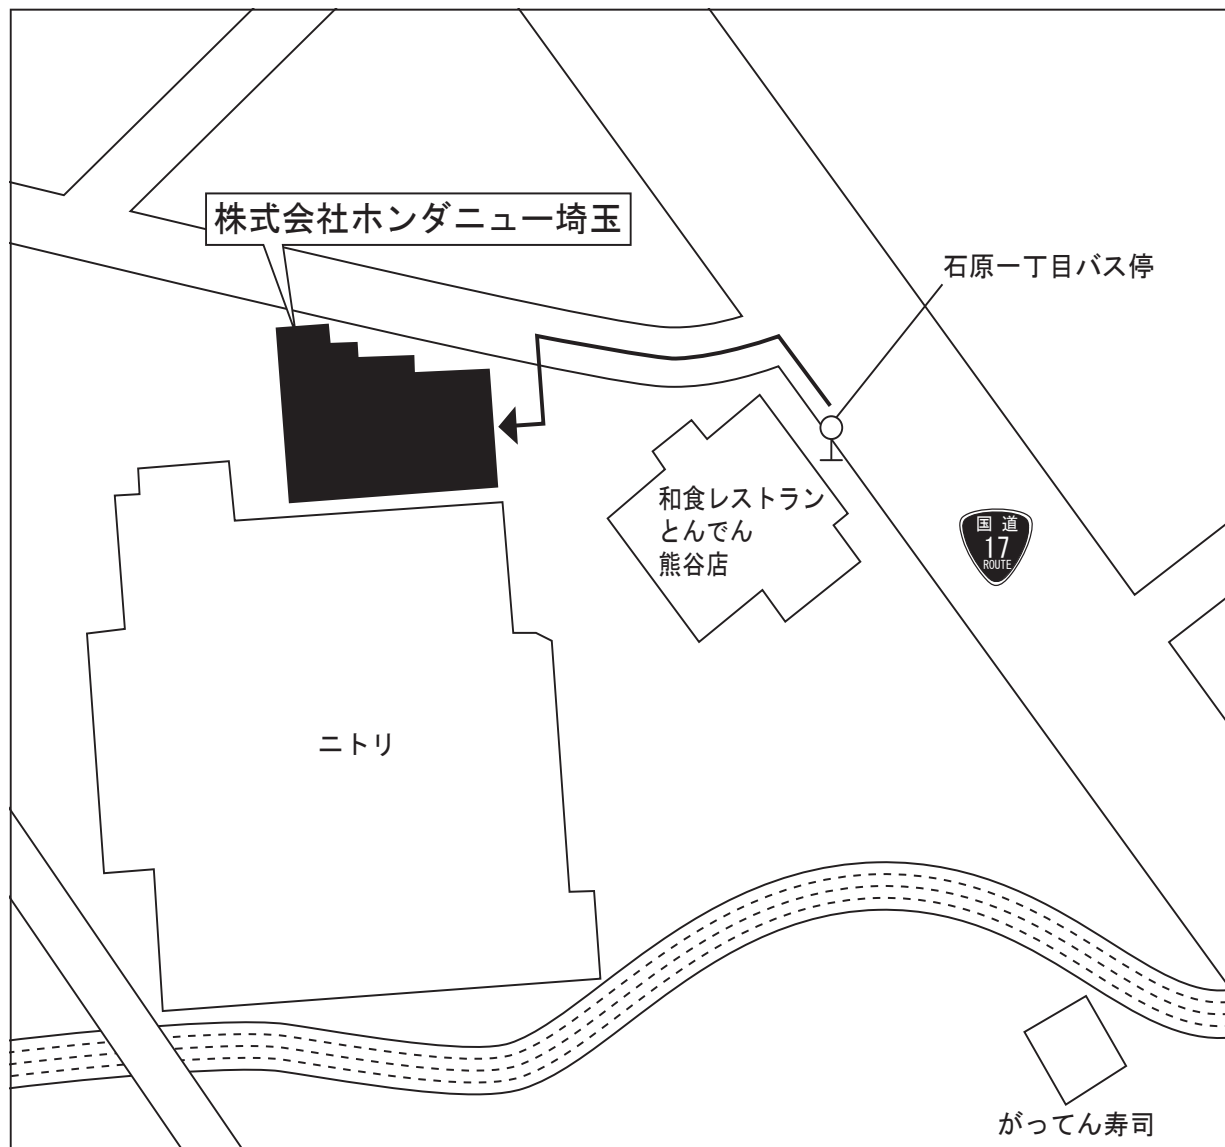 株式会社ホンダニュー埼玉
石原一丁目バス停
和食レストラン
とんでん
熊谷店
国道
17
ROUTE
ニトリ
がってん寿司